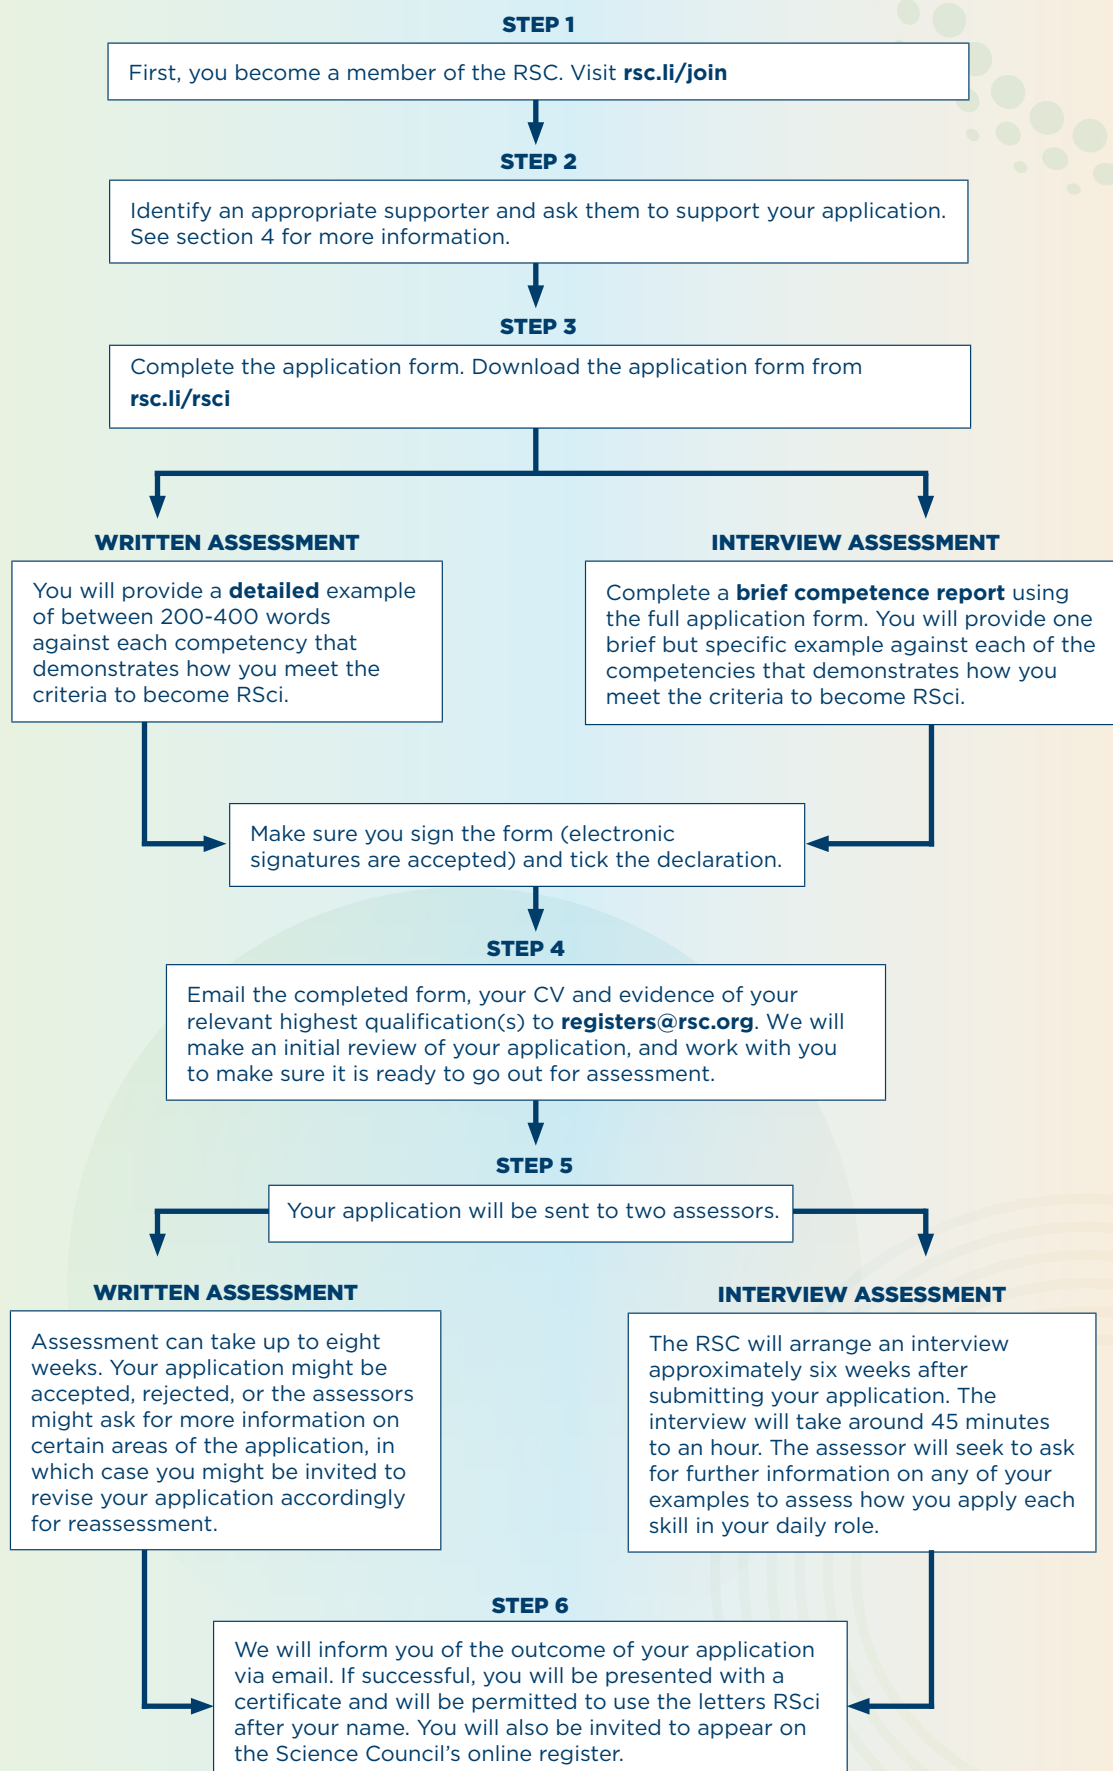 STEP 1
First, you become a member of the RSC. Visit rsc.li/join
STEP 2
Identify an appropriate supporter and ask them to support your application.
See section 4 for more information.
STEP 3
Complete the application form. Download the application form from
rsc.li/rsci
WRITTEN ASSESSMENT
You will provide a detailed example
of between 200-400 words
against each competency that
demonstrates how you meet the
criteria to become RSci.
INTERVIEW ASSESSMENT
Complete a brief competence report using
the full application form. You will provide one
brief but specific example against each of the
competencies that demonstrates how you
meet the criteria to become RSci.
Make sure you sign the form (electronic
signatures are accepted) and tick the declaration.
STEP 4
Email the completed form, your CV and evidence of your
relevant highest qualification(s) to registers@rsc.org. We will
make an initial review of your application, and work with you
to make sure it is ready to go out for assessment.
STEP 5
Your application will be sent to two assessors.
WRITTEN ASSESSMENT
Assessment can take up to eight
weeks. Your application might be
accepted, rejected, or the assessors
might ask for more information on
certain areas of the application, in
which case you might be invited to
revise your application accordingly
for reassessment.
INTERVIEW ASSESSMENT
The RSC will arrange an interview
approximately six weeks after
submitting your application. The
interview will take around 45 minutes
to an hour. The assessor will seek to ask
for further information on any of your
examples to assess how you apply each
skill in your daily role.
STEP 6
We will inform you of the outcome of your application
via email. If successful, you will be presented with a
certificate and will be permitted to use the letters RSci
after your name. You will also be invited to appear on
the Science Council's online register.